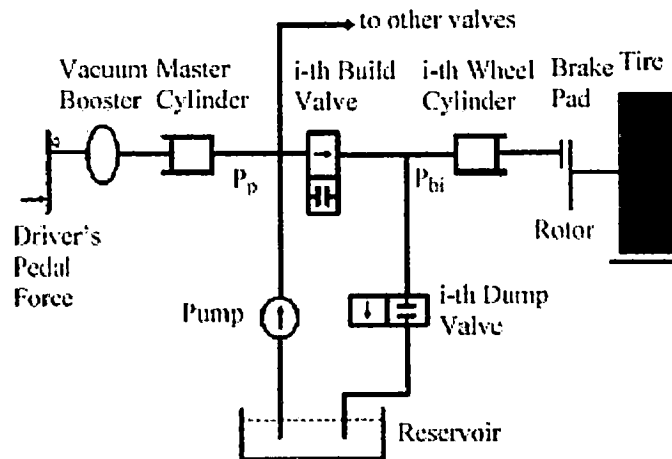 to other valves
Vacuum Master
Booster Cylinder
i-th Build
Valve
i-th Wheel
Cylinder
Brake
Pad
Tire
P_p
P_bi
Driver's
Pedal
Force
Rotor
Pump
i-th Dump
Valve
Reservoir